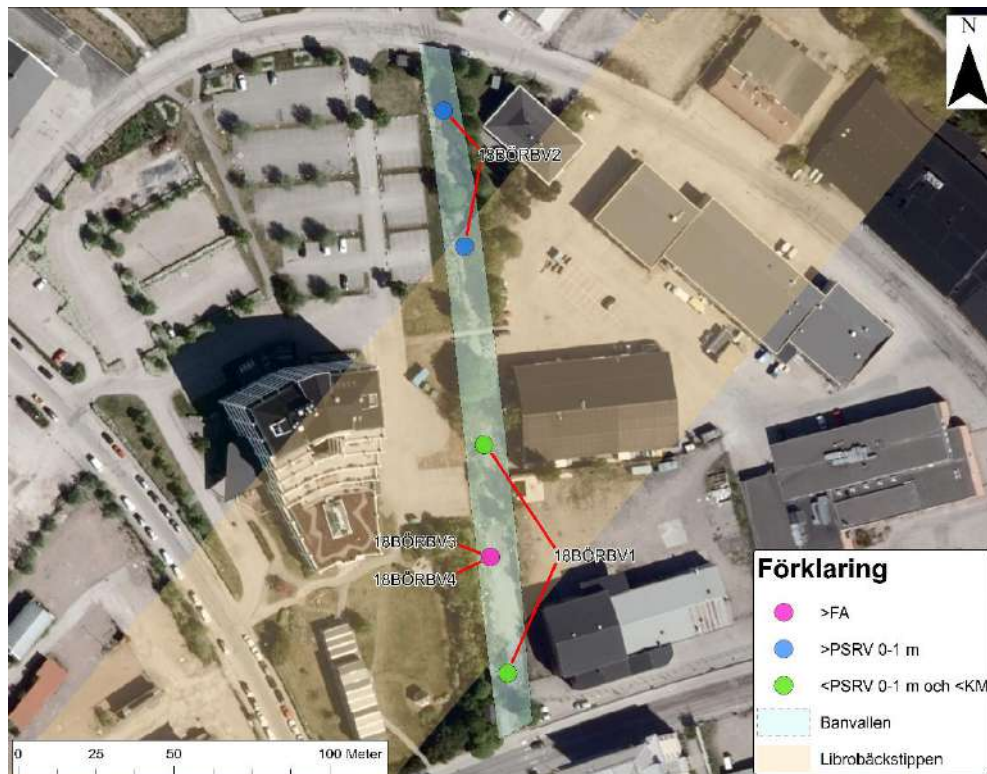 N
18BÖRBV2
18BÖRBV3
18BÖRBV4
18BÖRBV1
Förklaring
>FA
>PSRV 0-1 m
<PSRV 0-1 m och <KM
Banvallen
Librobäckstippen
0 25 50 100 Meter